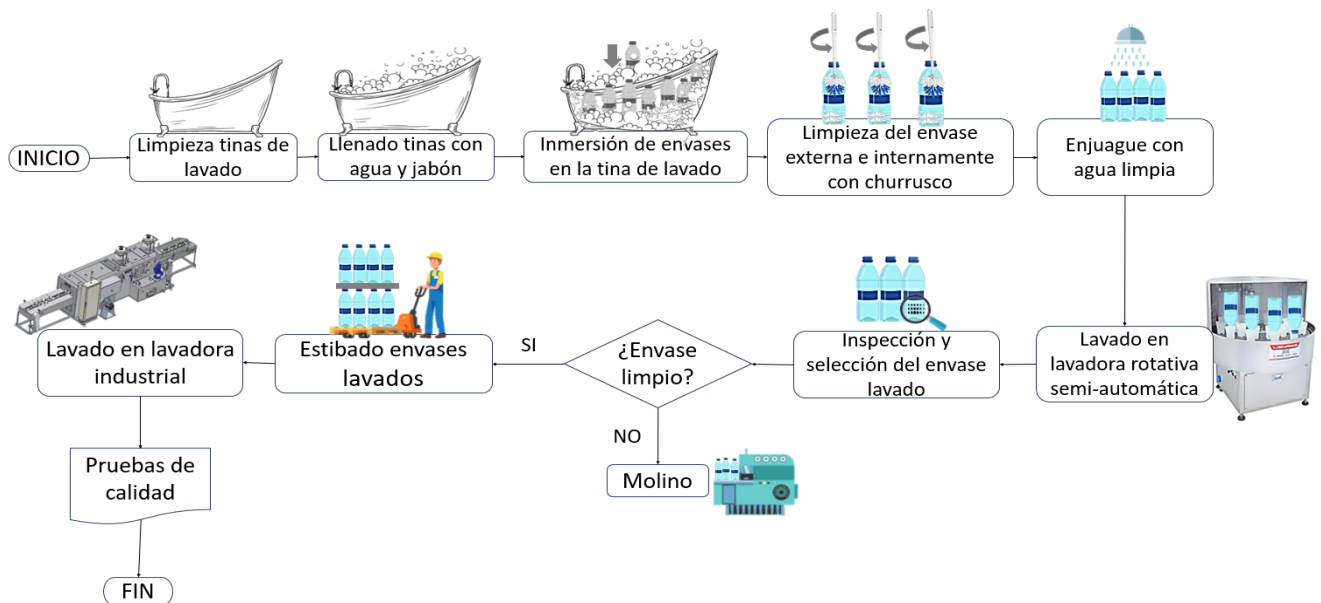 INICIO
Limpieza tinas de
lavado
Llenado tinas con
agua y jabón
Inmersión de envases
en la tina de lavado
Limpieza del envase
externa e internamente
con churrusco
Enjuague con
agua limpia
Lavado en
lavadora rotativa
semi-automática
Inspección y
selección del envase
lavado
¿Envase
limpio?
SI
Estibado envases
lavados
Lavado en lavadora
industrial
NO
Molino
Pruebas de
calidad
FIN